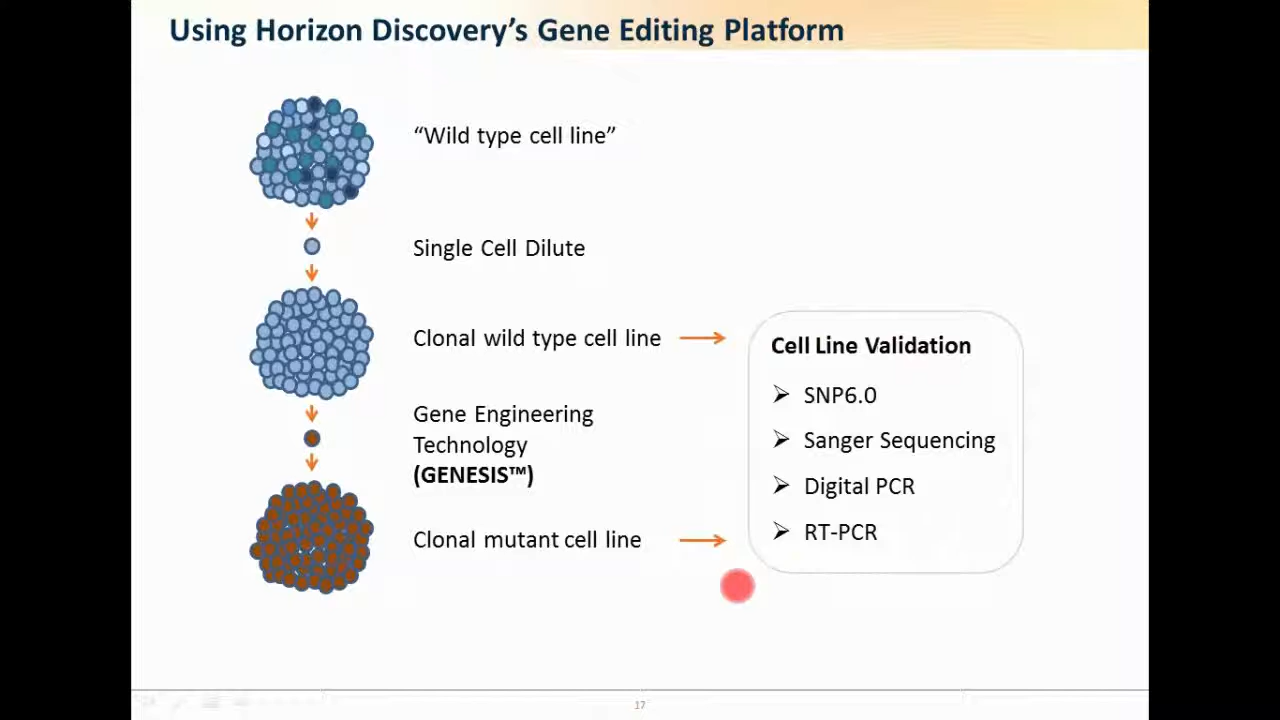 Using Horizon Discovery’s Gene Editing Platform
“Wild type cell line”
Single Cell Dilute
Clonal wild type cell line
Gene Engineering
Technology
(GENESIS™)
Clonal mutant cell line
Cell Line Validation
SNP6.0
Sanger Sequencing
Digital PCR
RT-PCR
17